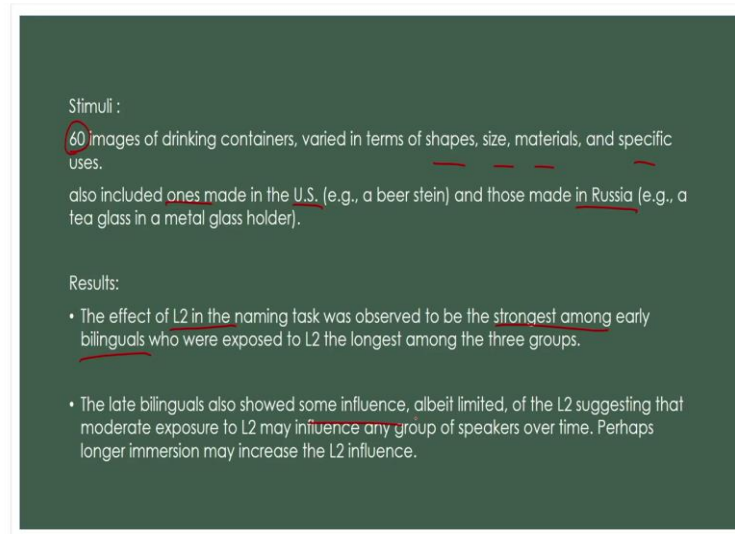 Stimuli :
60 images of drinking containers, varied in terms of shapes, size, materials, and specific
uses.
also included ones made in the U.S. (e.g., a beer stein) and those made in Russia (e.g., a
tea glass in a metal glass holder).
Results:
• The effect of L2 in the naming task was observed to be the strongest among early
bilinguals who were exposed to L2 the longest among the three groups.
• The late bilinguals also showed some influence, albeit limited, of the L2 suggesting that
moderate exposure to L2 may influence any group of speakers over time. Perhaps
longer immersion may increase the L2 influence.